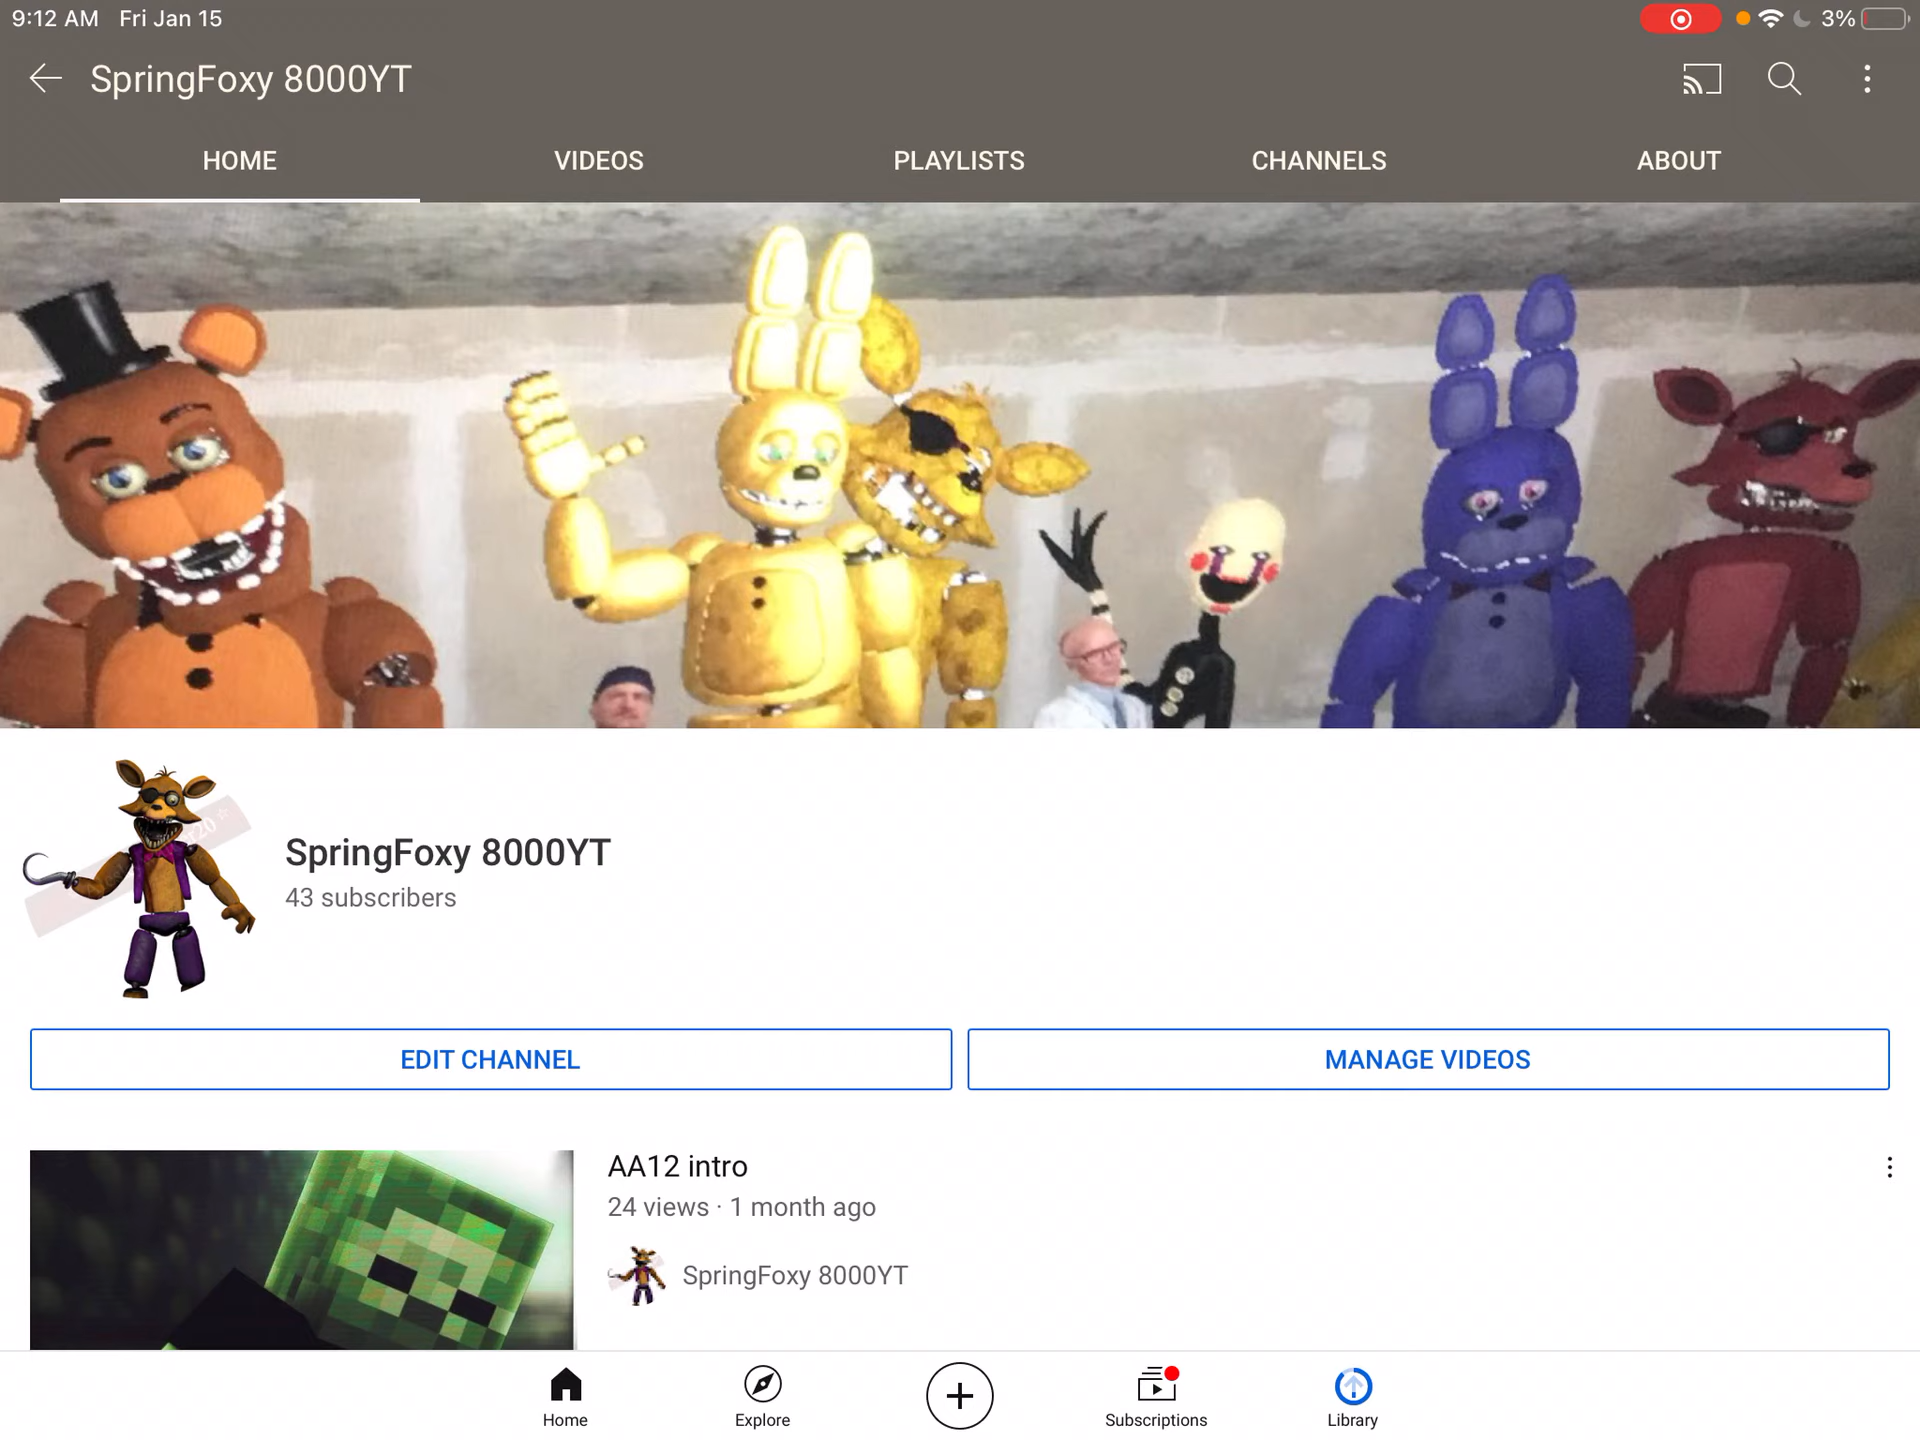 9:12 AM Fri Jan 15 3%
SpringFoxy 8000YT
HOME VIDEOS PLAYLISTS CHANNELS ABOUT
SpringFoxy 8000YT
43 subscribers
EDIT CHANNEL MANAGE VIDEOS
AA12 intro
24 views · 1 month ago
SpringFoxy 8000YT
Home Explore Subscriptions Library